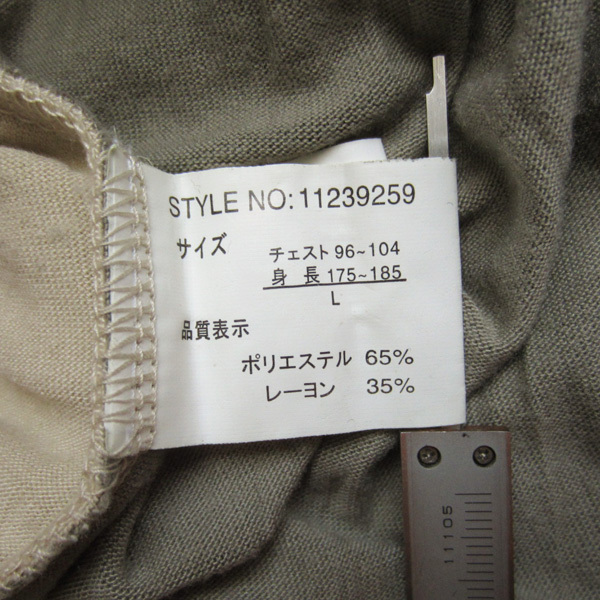 STYLE NO: 11239259
サイズ
チェスト 96~104
身 長 175~185
L
品質表示
ポリエステル 65%
レーヨン 35%
11105